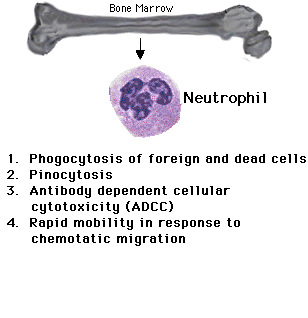 Bone Marrow
Neutrophil
1. Phogocytosis of foreign and dead cells
2. Pinocytosis
3. Antibody dependent cellular
cytotoxicity (ADCC)
4. Rapid mobility in response to
chemotatic migration